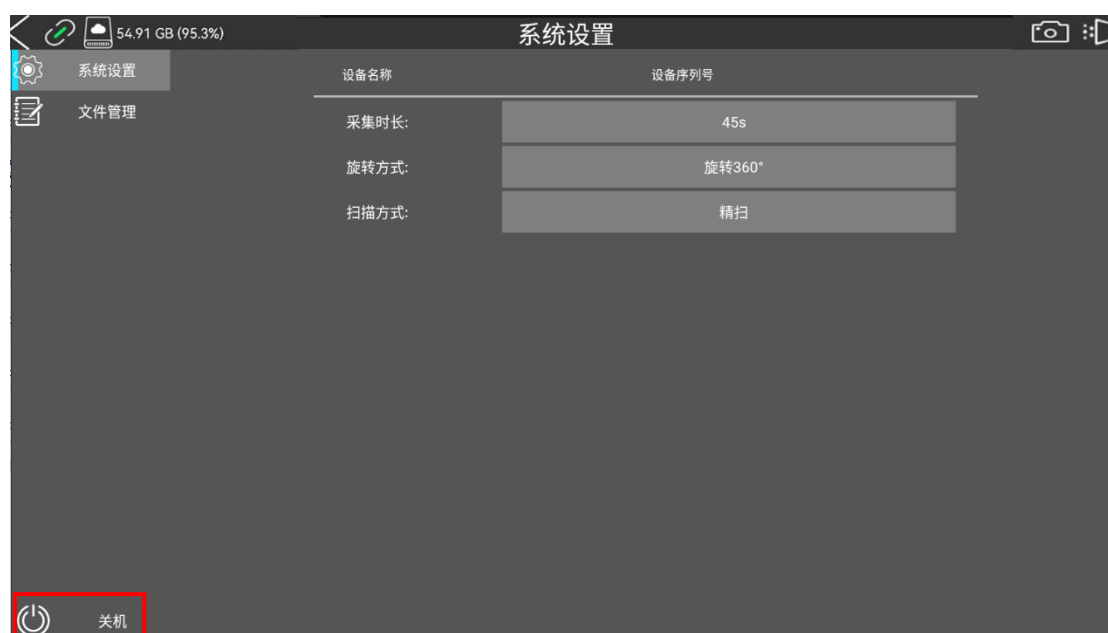 54.91 GB (95.3%)
系统设置
系统设置
文件管理
设备名称 设备序列号
采集时长: 45s
旋转方式: 旋转360°
扫描方式: 精扫
关机